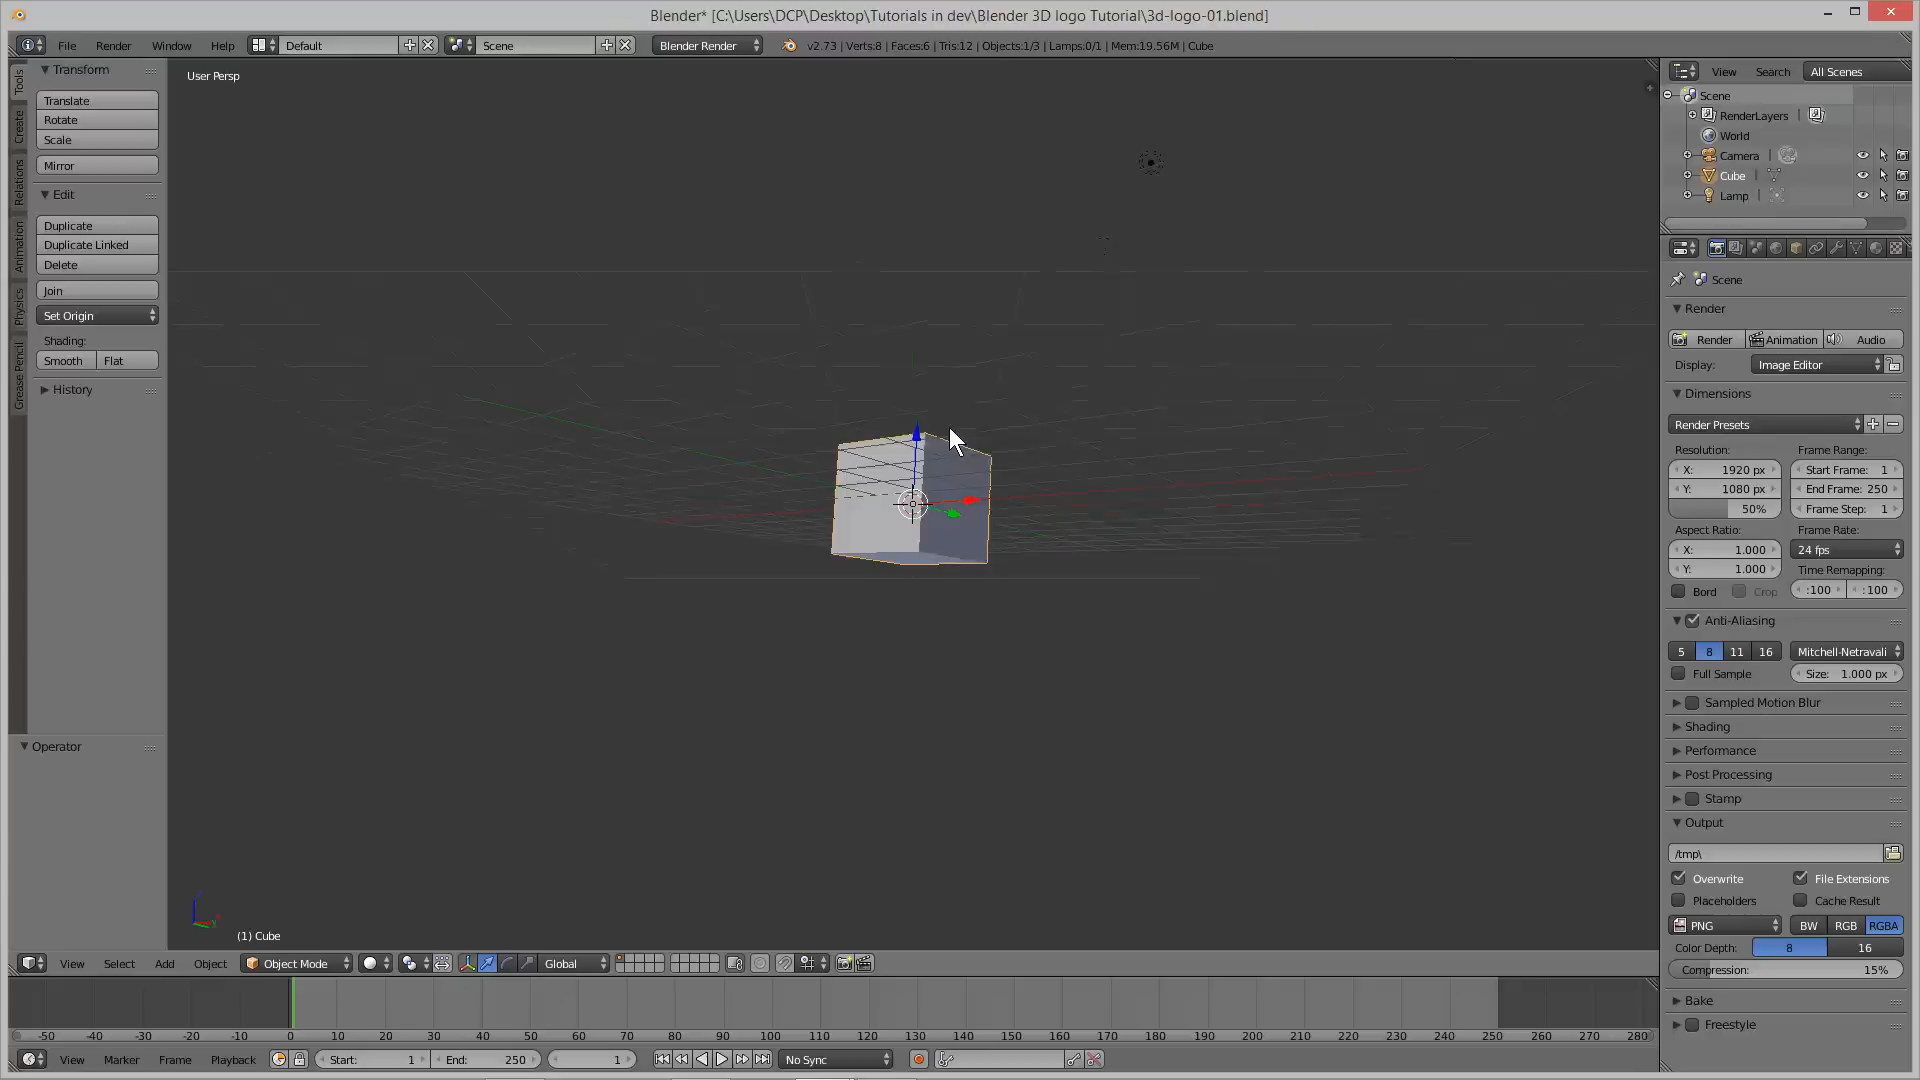 Blender* [C:\Users\DCP\Desktop\Tutorials in dev\Blender 3D logo Tutorial\3d-logo-01.blend]
File Render Window Help Default Scene Blender Render v2.73 | Verts:8 | Faces:6 | Tris:12 | Objects:1/3 | Lamps:0/1 | Mem:19.56M | Cube
Tools
Create
Relations
Animation
Physics
Grease Pencil
Transform
Translate
Rotate
Scale
Mirror
Edit
Duplicate
Duplicate Linked
Delete
Join
Set Origin
Shading:
Smooth Flat
History
Operator
User Persp
(1) Cube
View Search All Scenes
Scene
RenderLayers
World
Camera
Cube
Lamp
Scene
Render
Render Animation Audio
Display: Image Editor
Dimensions
Render Presets
Resolution: Frame Range:
X: 1920 px Start Frame: 1
Y: 1080 px End Frame: 250
50% Frame Step: 1
Aspect Ratio: Frame Rate:
X: 1.000 24 fps
Y: 1.000 Time Remapping:
Bord Crop :100 :100
Anti-Aliasing
5 8 11 16 Mitchell-Netravali
Full Sample Size: 1.000 px
Sampled Motion Blur
Shading
Performance
Post Processing
Stamp
Output
/tmp\
Overwrite File Extensions
Placeholders Cache Result
PNG BW RGB RGBA
Color Depth: 8 16
Compression: 15%
Bake
Freestyle
View Select Add Object Object Mode Global
-50 -40 -30 -20 -10 0 10 20 30 40 50 60 70 80 90 100 110 120 130 140 150 160 170 180 190 200 210 220 230 240 250 260 270 280
View Marker Frame Playback Start: 1 End: 250 1 No Sync